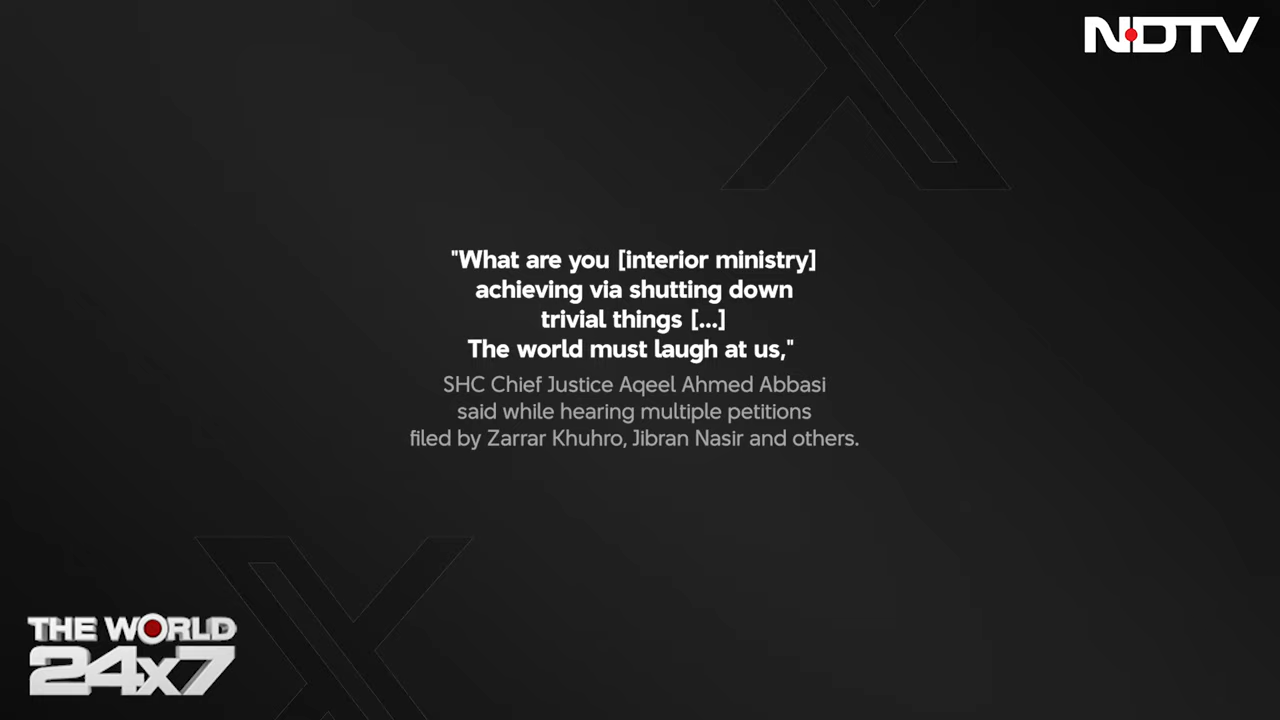 NDTV
"What are you [interior ministry]
achieving via shutting down
trivial things [...]
The world must laugh at us,"
SHC Chief Justice Aqeel Ahmed Abbasi
said while hearing multiple petitions
filed by Zarrar Khuhro, Jibran Nasir and others.
THE WORLD
24x7